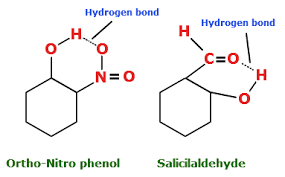 Hydrogen bond
H
O
O
N = O
Ortho-Nitro phenol
Hydrogen bond
H
C = O
H
O
Salicilaldehyde